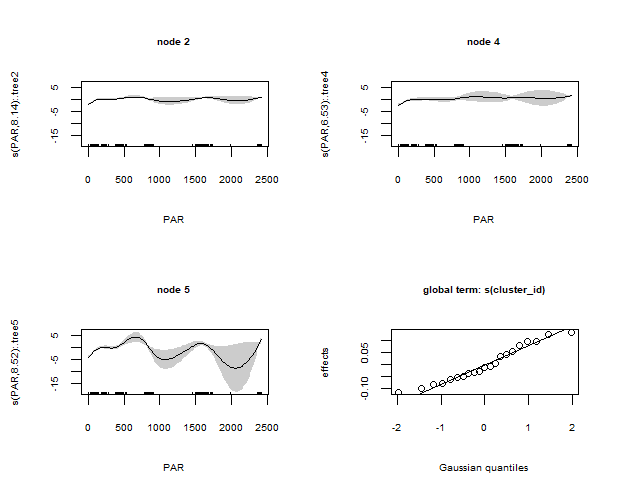 node 2
s(PAR,8.14):.tree2
5
-5
-15
0 500 1000 1500 2000 2500
PAR
node 4
s(PAR,6.53):.tree4
5
-5
-15
0 500 1000 1500 2000 2500
PAR
node 5
s(PAR,8.52):.tree5
5
-5
-15
0 500 1000 1500 2000 2500
PAR
global term: s(cluster_id)
effects
0.05
-0.10
-2 -1 0 1 2
Gaussian quantiles